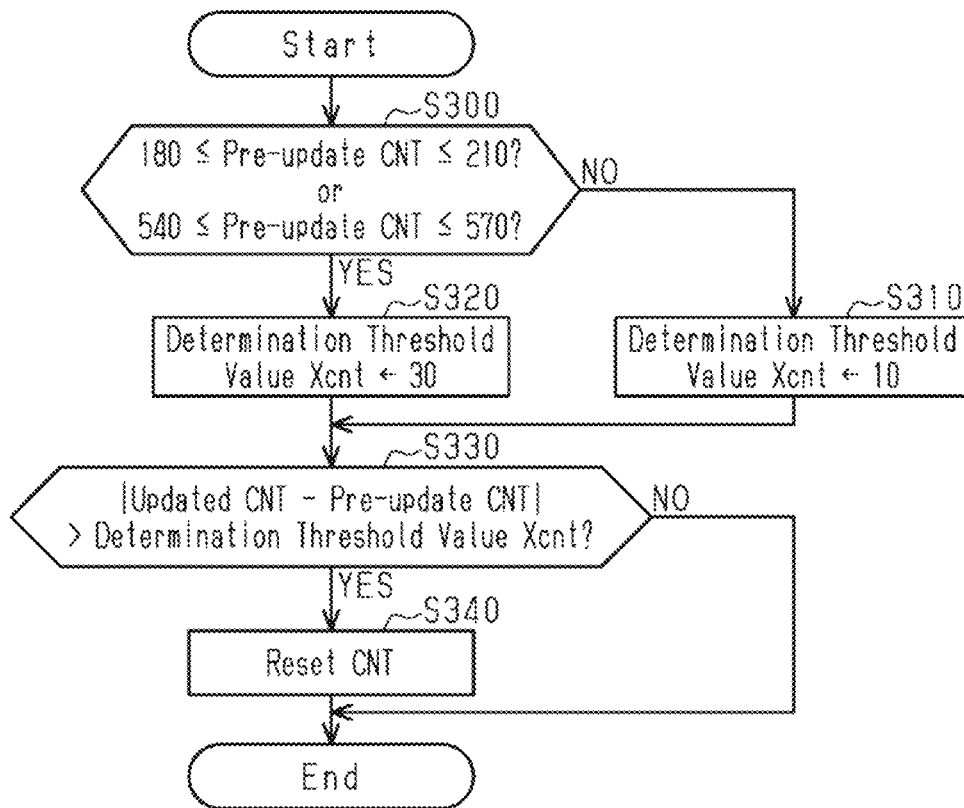 Start
S300
180 ≤ Pre-update CNT ≤ 210?
or
540 ≤ Pre-update CNT ≤ 570?
NO
YES
S320
Determination Threshold
Value Xcnt ← 30
S310
Determination Threshold
Value Xcnt ← 10
S330
|Updated CNT - Pre-update CNT|
> Determination Threshold Value Xcnt?
NO
YES
S340
Reset CNT
End